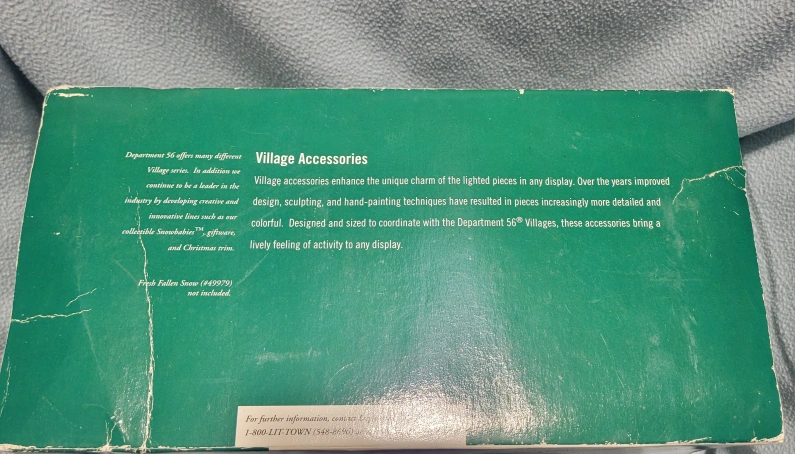 Department 56 offers many different
Village series. In addition we
continue to be a leader in the
industry by developing creative and
innovative lines such as our
collectible Snowbabies™, giftware,
and Christmas trim.
Fresh Fallen Snow (#49979)
not included.
Village Accessories
Village accessories enhance the unique charm of the lighted pieces in any display. Over the years improved
design, sculpting, and hand-painting techniques have resulted in pieces increasingly more detailed and
colorful. Designed and sized to coordinate with the Department 56® Villages, these accessories bring a
lively feeling of activity to any display.
For further information, contact
1-800-LIT-TOWN (548-8696)